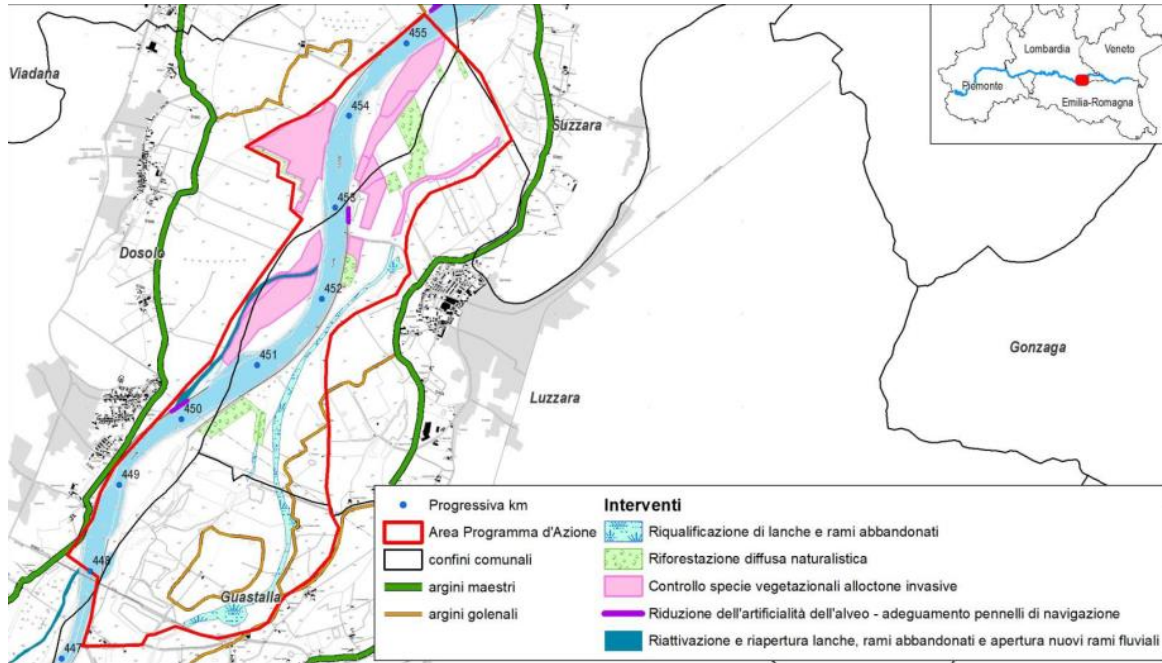 455
Lombardia
Veneto
Piemonte
Emilia-Romagna
Viadana
454
Suzzara
453
Dosolo
452
451
Gonzaga
450
Luzzara
449
448
Guastalla
447
Progressiva km
Area Programma d'Azione
confini comunali
argini maestri
argini golenali
Interventi
Riqualificazione di lanche e rami abbandonati
Riforestazione diffusa naturalistica
Controllo specie vegetazionali alloctone invasive
Riduzione dell'artificialità dell'alveo - adeguamento pennelli di navigazione
Riattivazione e riapertura lanche, rami abbandonati e apertura nuovi rami fluviali